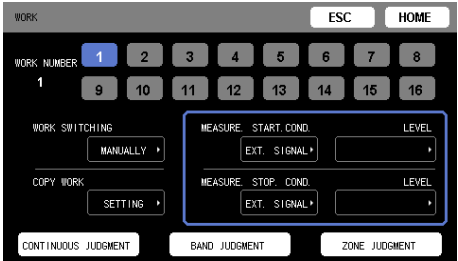 WORK ESC HOME
WORK NUMBER 1 2 3 4 5 6 7 8
1 9 10 11 12 13 14 15 16
WORK SWITCHING MEASURE. START.COND. LEVEL
MANUALLY EXT. SIGNAL
COPY WORK MEASURE. STOP. COND. LEVEL
SETTING EXT. SIGNAL
CONTINUOUS JUDGMENT BAND JUDGMENT ZONE JUDGMENT